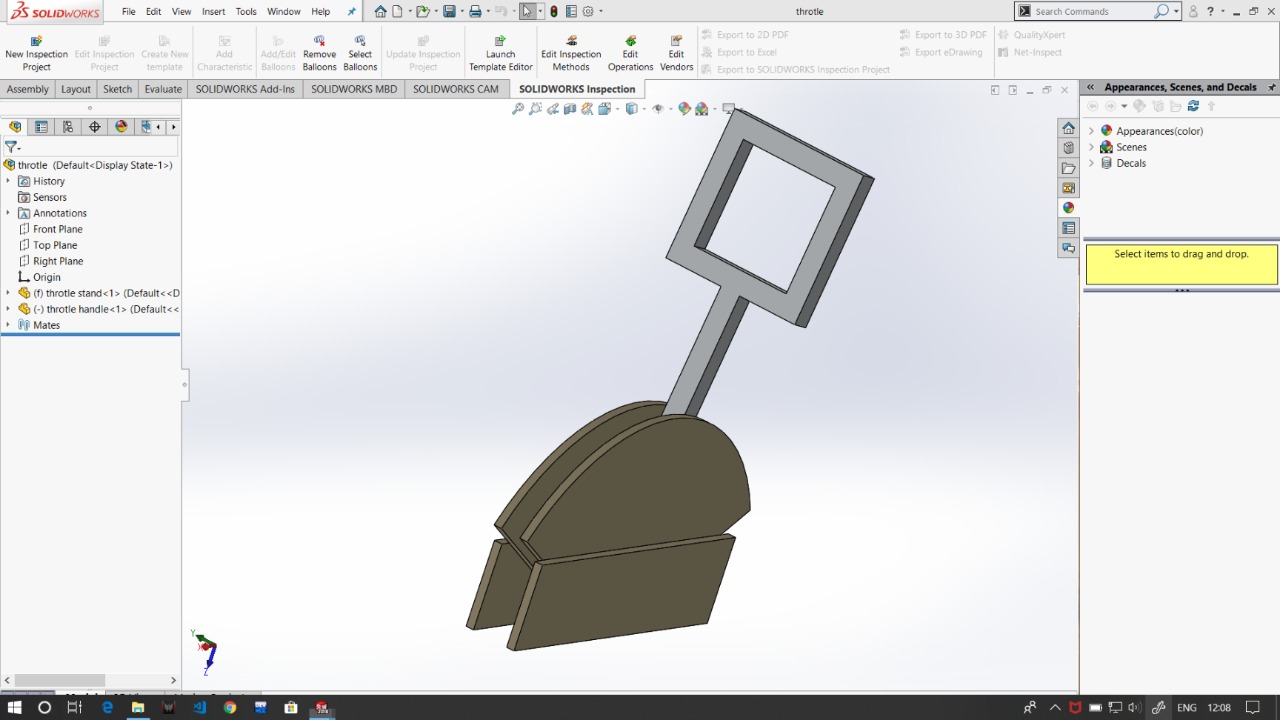 SOLIDWORKS File Edit View Insert Tools Window Help throtle Search Commands
New Inspection Project
Edit Inspection Project
Create New template
Add Characteristic
Add/Edit Balloons
Remove Balloons
Select Balloons
Update Inspection Project
Launch Template Editor
Edit Inspection Methods
Edit Operations
Edit Vendors
Export to 2D PDF
Export to Excel
Export to SOLIDWORKS Inspection Project
Export to 3D PDF
Export eDrawing
QualityXpert
Net-Inspect
Assembly Layout Sketch Evaluate SOLIDWORKS Add-Ins SOLIDWORKS MBD SOLIDWORKS CAM SOLIDWORKS Inspection
throtle (Default<Display State-1>)
History
Sensors
Annotations
Front Plane
Top Plane
Right Plane
Origin
(f) throtle stand<1> (Default<<D
(-) throtle handle<1> (Default<<
Mates
Y
X
Z
Appearances, Scenes, and Decals
Appearances(color)
Scenes
Decals
Select items to drag and drop.
ENG 12:08